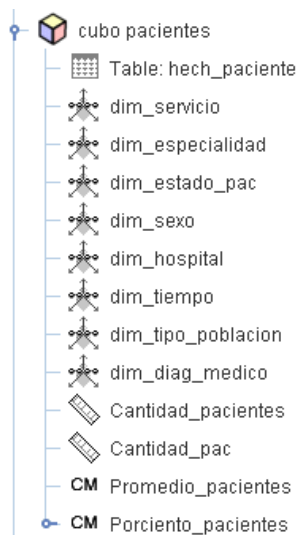 cubo pacientes
Table: hech_paciente
dim_servicio
dim_especialidad
dim_estado_pac
dim_sexo
dim_hospital
dim_tiempo
dim_tipo_poblacion
dim_diag_medico
Cantidad_pacientes
Cantidad_pac
CM Promedio_pacientes
CM Porciento_pacientes